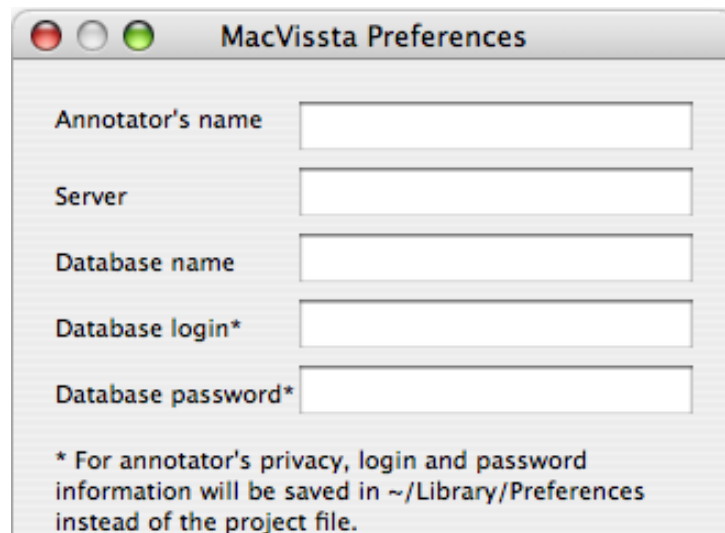 MacVissta Preferences
Annotator's name
Server
Database name
Database login*
Database password*
* For annotator's privacy, login and password
information will be saved in ~/Library/Preferences
instead of the project file.